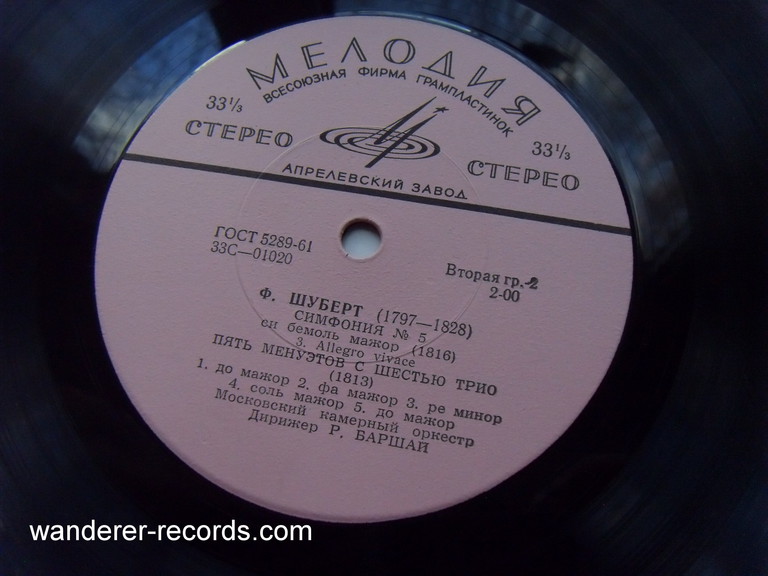 МЕЛОДИЯ
ВСЕСОЮЗНАЯ ФИРМА ГРАМПЛАСТИНОК
33⅓ 33⅓
СТЕРЕО СТЕРЕО
АПРЕЛЕВСКИЙ ЗАВОД
ГОСТ 5289-61
33С—01020
Вторая гр.-2
2-00
Ф. ШУБЕРТ (1797—1828)
СИМФОНИЯ № 5
си бемоль мажор (1816)
3. Allegro vivace
ПЯТЬ МЕНУЭТОВ С ШЕСТЬЮ ТРИО
(1813)
1. до мажор 2. фа мажор 3. ре минор
4. соль мажор 5. до мажор
Московский камерный оркестр
Дирижер Р. БАРШАЙ
wanderer-records.com